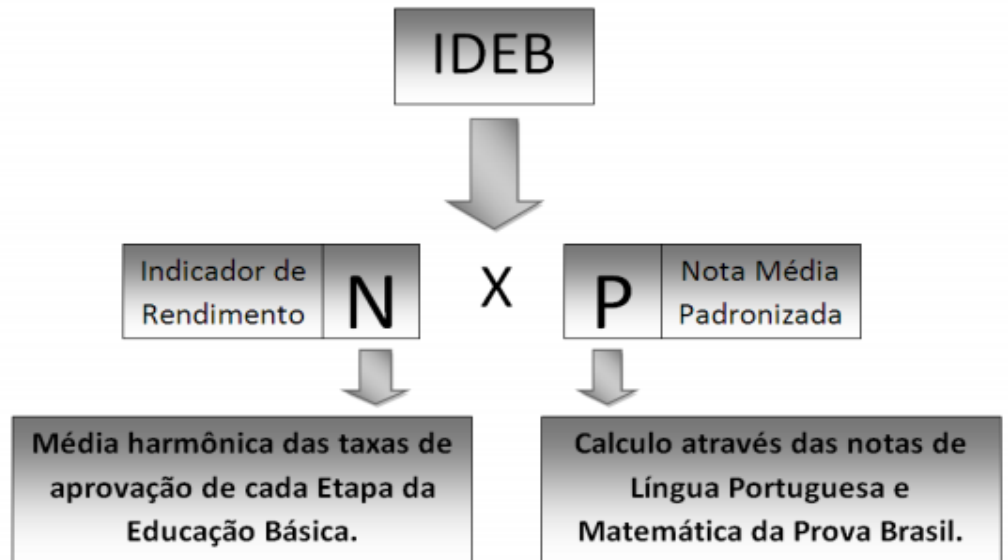 IDEB
Indicador de
Rendimento
N
X
P
Nota Média
Padronizada
Média harmônica das taxas de
aprovação de cada Etapa da
Educação Básica.
Calculo através das notas de
Língua Portuguesa e
Matemática da Prova Brasil.